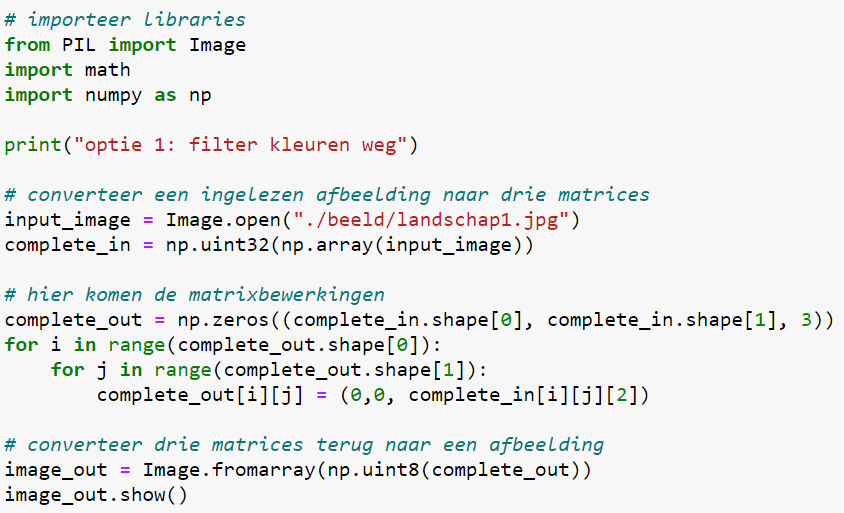 # importeer libraries
from PIL import Image
import math
import numpy as np

print("optie 1: filter kleuren weg")

# converteer een ingelezen afbeelding naar drie matrices
input_image = Image.open("./beeld/landschap1.jpg")
complete_in = np.uint32(np.array(input_image))

# hier komen de matrixbewerkingen
complete_out = np.zeros((complete_in.shape[0], complete_in.shape[1], 3))
for i in range(complete_out.shape[0]):
    for j in range(complete_out.shape[1]):
        complete_out[i][j] = (0,0, complete_in[i][j][2])

# converteer drie matrices terug naar een afbeelding
image_out = Image.fromarray(np.uint8(complete_out))
image_out.show()